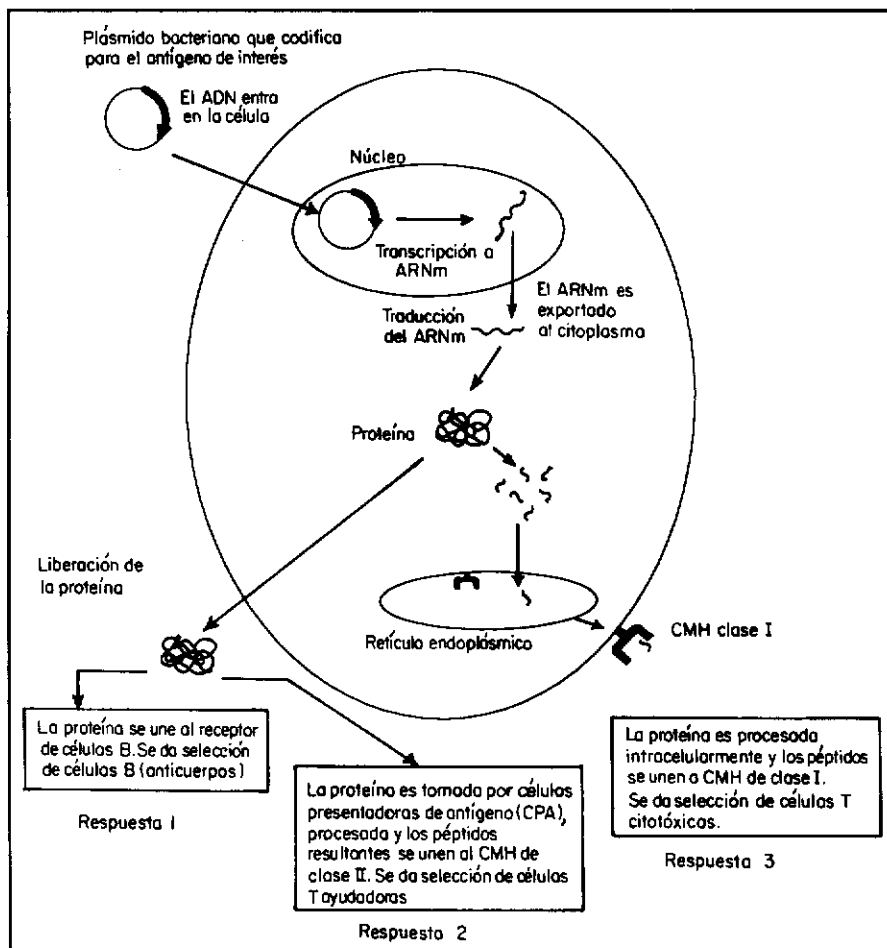 Plásmido bacteriano que codifica
para el antígeno de interés
El ADN entra
en la célula
Núcleo
Transcripción a
ARNm
El ARNm es
exportado
al citoplasma
Traducción
del ARNm
Proteína
Liberación de
la proteína
Retículo endoplásmico
CMH clase I
La proteína se une al receptor
de células B. Se da selección
de células B (anticuerpos)
Respuesta 1
La proteína es tomada por células
presentadoras de antígeno (CPA),
procesada y los péptidos
resultantes se unen al CMH de
clase II. Se da selección de células
T ayudadoras
Respuesta 2
La proteína es procesada
intracelularmente y los péptidos
se unen a CMH de clase I.
Se da selección de células T
citotóxicas.
Respuesta 3